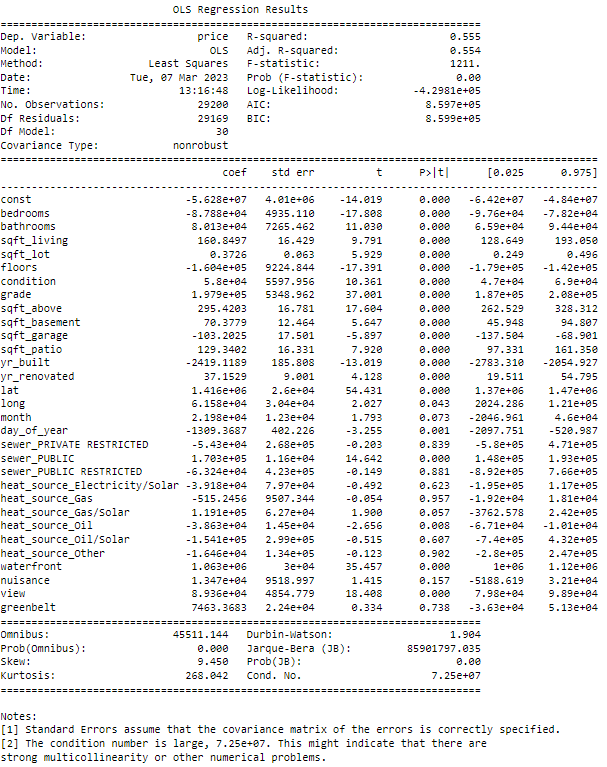 OLS Regression Results
==============================================================================
Dep. Variable: price R-squared: 0.555
Model: OLS Adj. R-squared: 0.554
Method: Least Squares F-statistic: 1211.
Date: Tue, 07 Mar 2023 Prob (F-statistic): 0.00
Time: 13:16:48 Log-Likelihood: -4.2981e+05
No. Observations: 29200 AIC: 8.597e+05
Df Residuals: 29169 BIC: 8.599e+05
Df Model: 30
Covariance Type: nonrobust
==============================================================================
coef std err t P>|t| [0.025 0.975]
------------------------------------------------------------------------------
const -5.628e+07 4.01e+06 -14.019 0.000 -6.42e+07 -4.84e+07
bedrooms -8.788e+04 4935.110 -17.808 0.000 -9.76e+04 -7.82e+04
bathrooms 8.013e+04 7265.462 11.030 0.000 6.59e+04 9.44e+04
sqft_living 160.8497 16.429 9.791 0.000 128.649 193.050
sqft_lot 0.3726 0.063 5.929 0.000 0.249 0.496
floors -1.604e+05 9224.844 -17.391 0.000 -1.79e+05 -1.42e+05
condition 5.8e+04 5597.956 10.361 0.000 4.7e+04 6.9e+04
grade 1.979e+05 5348.962 37.001 0.000 1.87e+05 2.08e+05
sqft_above 295.4203 16.781 17.604 0.000 262.529 328.312
sqft_basement 70.3779 12.464 5.647 0.000 45.948 94.807
sqft_garage -103.2025 17.501 -5.897 0.000 -137.504 -68.901
sqft_patio 129.3402 16.331 7.920 0.000 97.331 161.350
yr_built -2419.1189 185.808 -13.019 0.000 -2783.310 -2054.927
yr_renovated 37.1529 9.001 4.128 0.000 19.511 54.795
lat 1.416e+06 2.6e+04 54.431 0.000 1.37e+06 1.47e+06
long 6.158e+04 3.04e+04 2.027 0.043 2024.286 1.21e+05
month 2.198e+04 1.23e+04 1.793 0.073 -2046.961 4.6e+04
day_of_year -1309.3687 402.226 -3.255 0.001 -2097.751 -520.987
sewer_PRIVATE RESTRICTED -5.43e+04 2.68e+05 -0.203 0.839 -5.8e+05 4.71e+05
sewer_PUBLIC 1.703e+05 1.16e+04 14.642 0.000 1.48e+05 1.93e+05
sewer_PUBLIC RESTRICTED -6.324e+04 4.23e+05 -0.149 0.881 -8.92e+05 7.66e+05
heat_source_Electricity/Solar -3.918e+04 7.97e+04 -0.492 0.623 -1.95e+05 1.17e+05
heat_source_Gas -515.2456 9507.344 -0.054 0.957 -1.92e+04 1.81e+04
heat_source_Gas/Solar 1.191e+05 6.27e+04 1.900 0.057 -3762.578 2.42e+05
heat_source_Oil -3.863e+04 1.45e+04 -2.656 0.008 -6.71e+04 -1.01e+04
heat_source_Oil/Solar -1.541e+05 2.99e+05 -0.515 0.607 -7.4e+05 4.32e+05
heat_source_Other -1.646e+04 1.34e+05 -0.123 0.902 -2.8e+05 2.47e+05
waterfront 1.063e+06 3e+04 35.457 0.000 1e+06 1.12e+06
nuisance 1.347e+04 9518.997 1.415 0.157 -5188.619 3.21e+04
view 8.936e+04 4854.779 18.408 0.000 7.98e+04 9.89e+04
greenbelt 7463.3683 2.24e+04 0.334 0.738 -3.63e+04 5.13e+04
==============================================================================
Omnibus: 45511.144 Durbin-Watson: 1.904
Prob(Omnibus): 0.000 Jarque-Bera (JB): 85901797.035
Skew: 9.450 Prob(JB): 0.00
Kurtosis: 268.042 Cond. No. 7.25e+07
==============================================================================
Notes:
[1] Standard Errors assume that the covariance matrix of the errors is correctly specified.
[2] The condition number is large, 7.25e+07. This might indicate that there are
strong multicollinearity or other numerical problems.